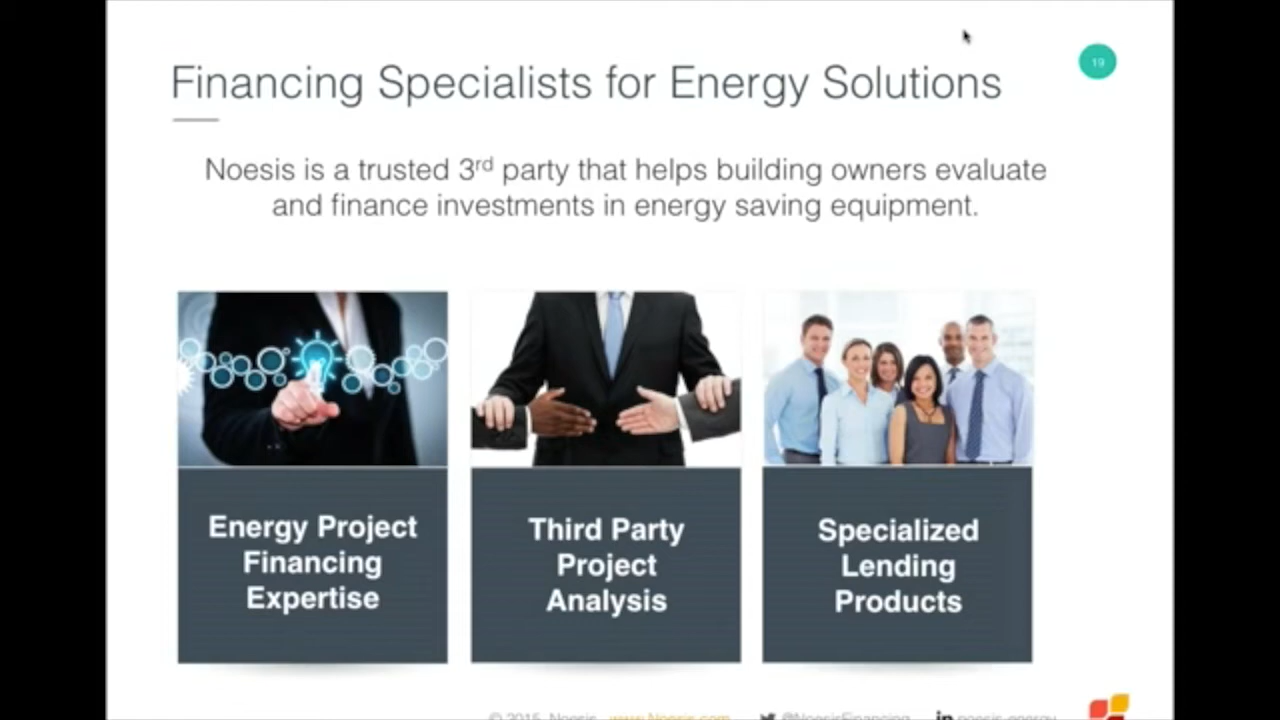 Financing Specialists for Energy Solutions
19
Noesis is a trusted 3rd party that helps building owners evaluate
and finance investments in energy saving equipment.
Energy Project
Financing
Expertise
Third Party
Project
Analysis
Specialized
Lending
Products
© 2015, Noesis www.Noesis.com @NoesisFinancing in noesis-energy